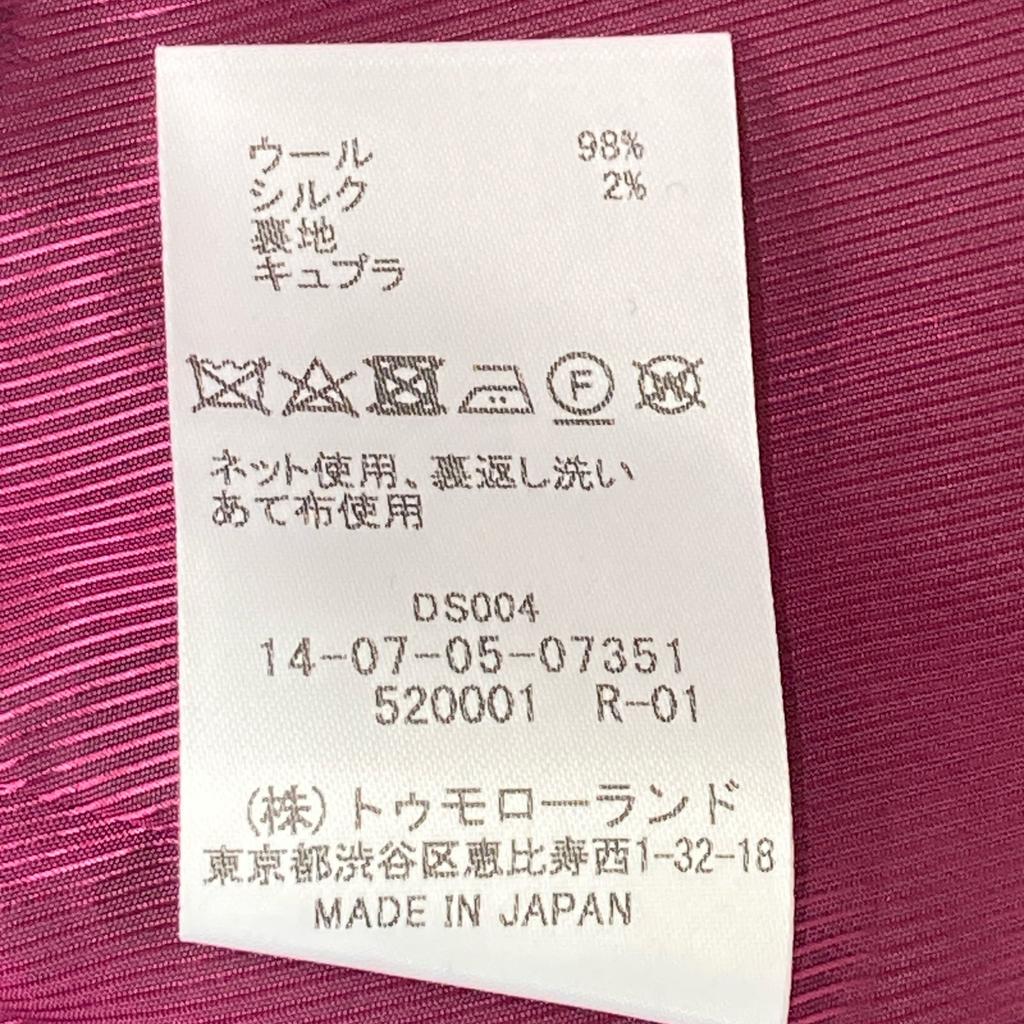 ウール 98%
シルク 2%
裏地
キュプラ
F W
ネット使用、裏返し洗い
あて布使用
DS004
14-07-05-07351
520001 R-01
(株)トゥモローランド
東京都渋谷区恵比寿西1-32-18
MADE IN JAPAN